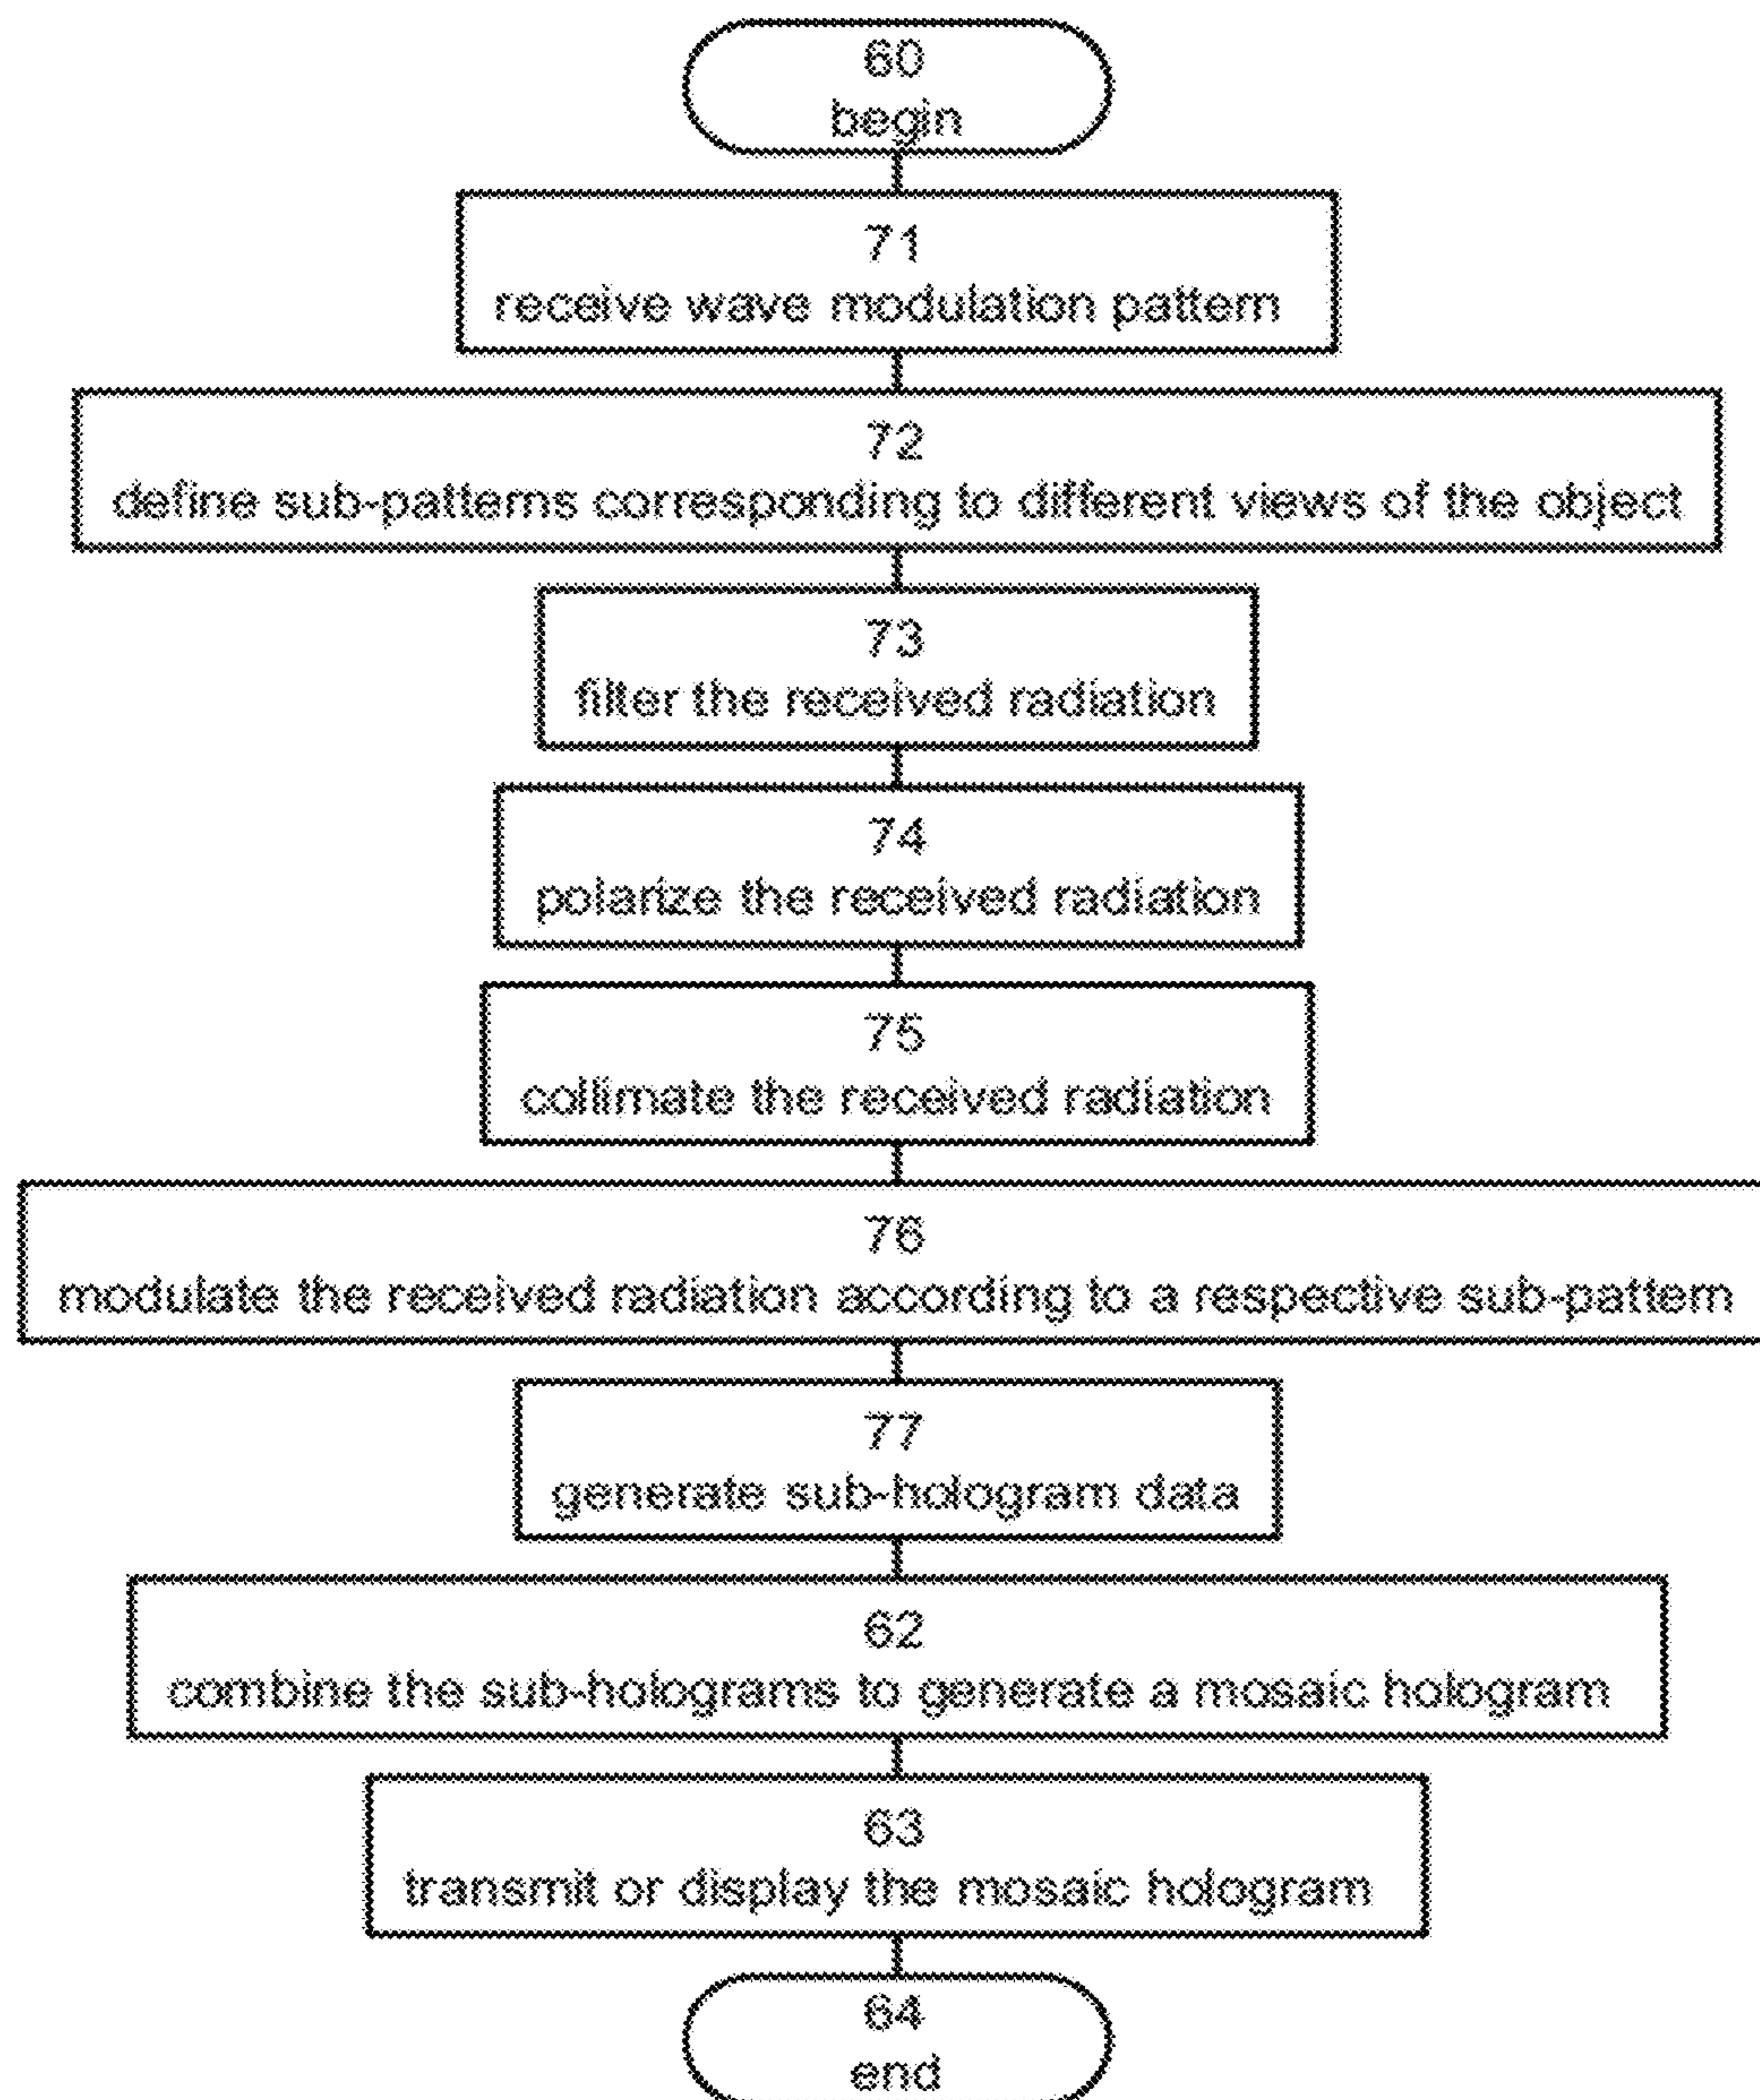 60
begin
71
receive wave modulation pattern
72
define sub-patterns corresponding to different views of the object
73
filter the received radiation
74
polarize the received radiation
75
collimate the received radiation
76
modulate the received radiation according to a respective sub-pattern
77
generate sub-hologram data
62
combine the sub-holograms to generate a mosaic hologram
63
transmit or display the mosaic hologram
64
end